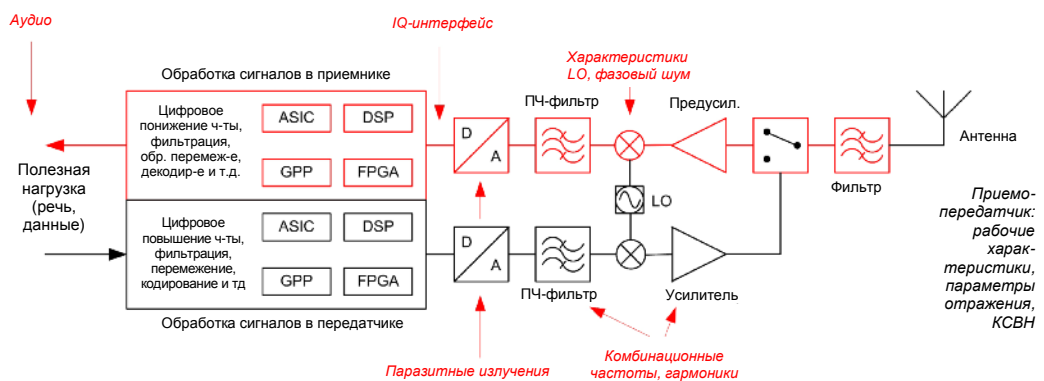 Аудио
IQ-интерфейс
Характеристики
LO, фазовый шум
Обработка сигналов в приемнике
ПЧ-фильтр
Предусил.
Цифровое
понижение ч-ты,
фильтрация,
обр. перемеж-е,
декодир-е и т.д.
ASIC
DSP
GPP
FPGA
D
A
Антенна
Фильтр
Полезная
нагрузка
(речь,
данные)
LO
Приемо-
передатчик:
рабочие
харак-
теристики,
параметры
отражения,
КСВН
Цифровое
повышение ч-ты,
фильтрация,
перемежение,
кодирование и тд
ASIC
DSP
GPP
FPGA
D
A
ПЧ-фильтр
Усилитель
Обработка сигналов в передатчике
Паразитные излучения
Комбинационные
частоты, гармоники